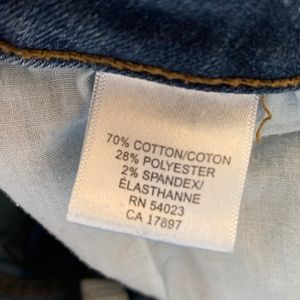 70% COTTON/COTON
28% POLYESTER
2% SPANDEX/
ÉLASTHANNE
RN 54023
CA 17897